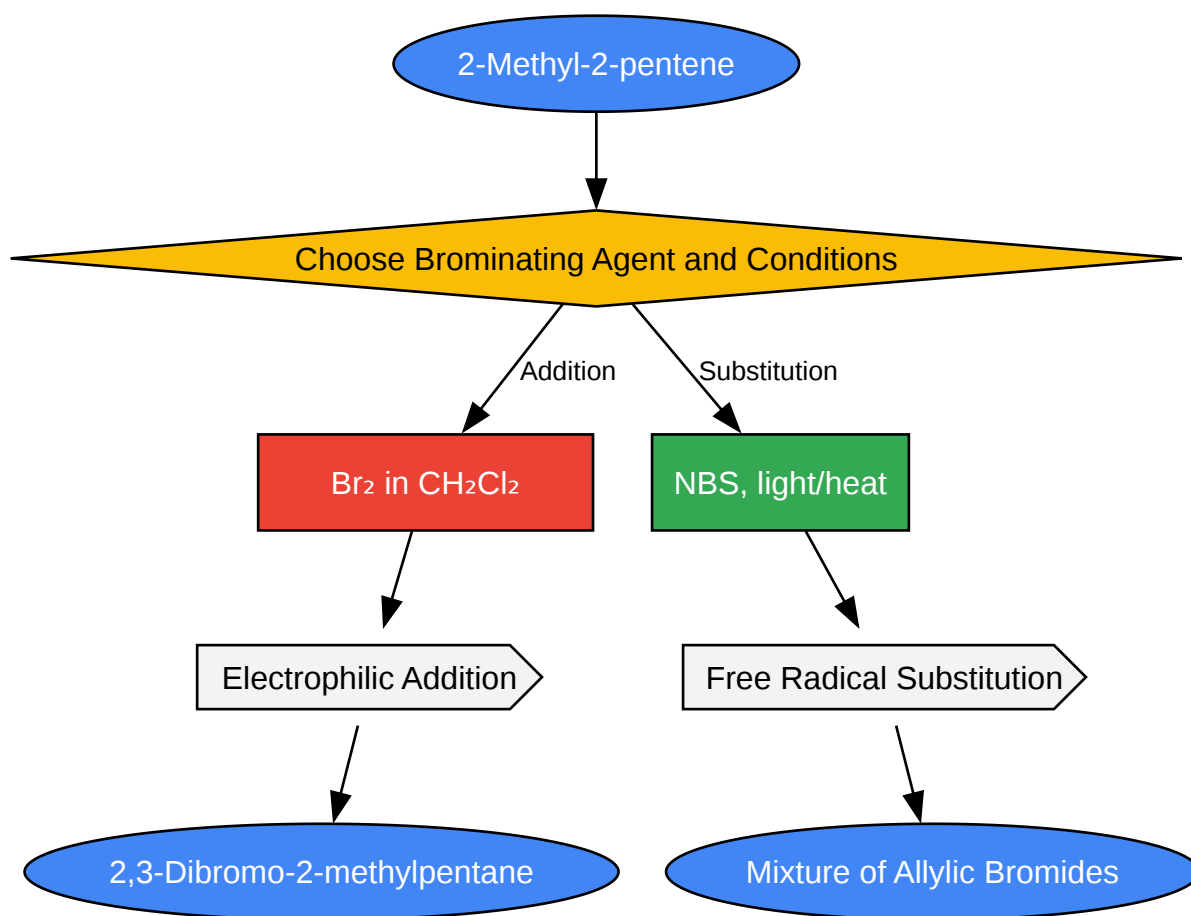 2-Methyl-2-pentene
Choose Brominating Agent and Conditions
Addition
Substitution
Br₂ in CH₂Cl₂
NBS, light/heat
Electrophilic Addition
Free Radical Substitution
2,3-Dibromo-2-methylpentane
Mixture of Allylic Bromides